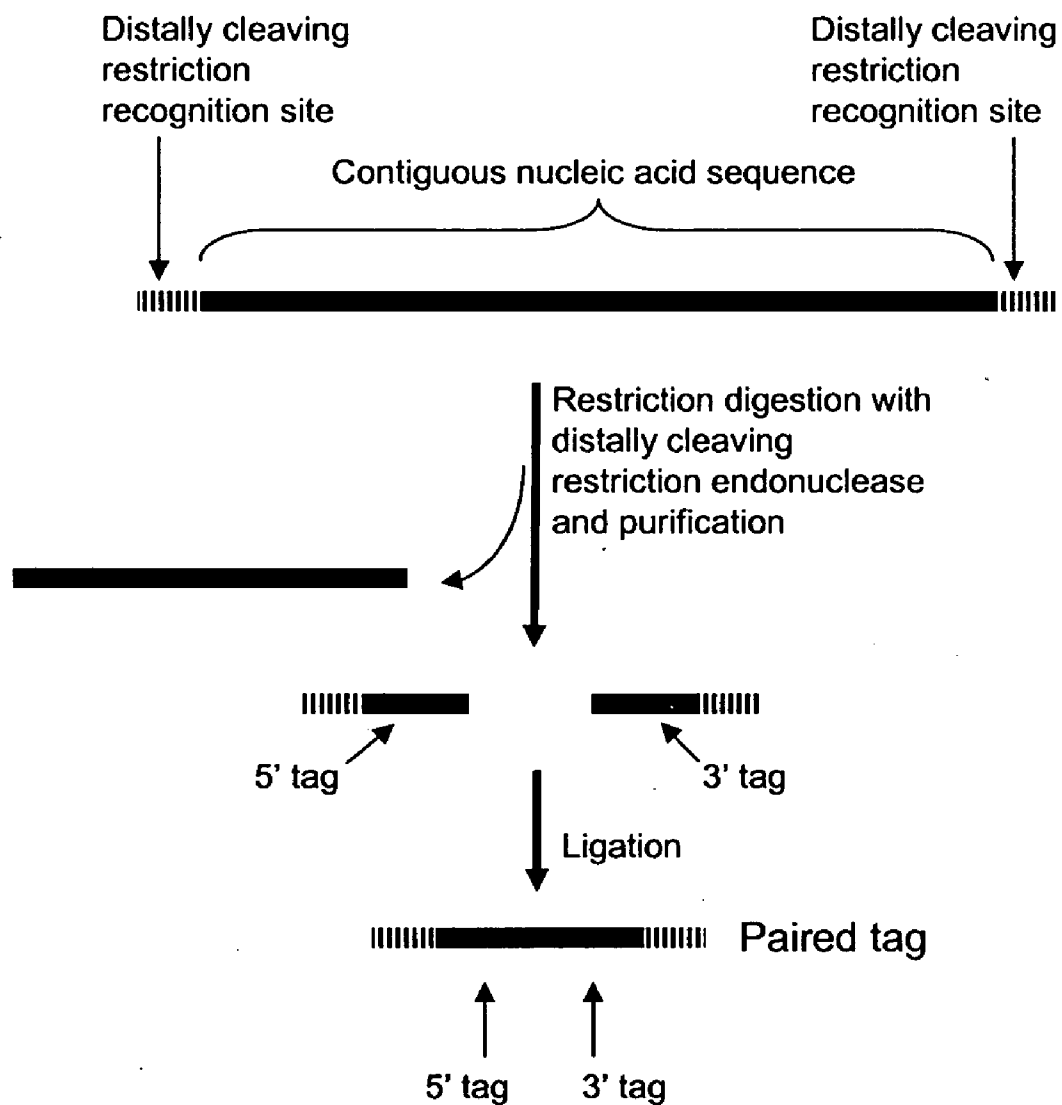 Distally cleaving
restriction
recognition site
Distally cleaving
restriction
recognition site
Contiguous nucleic acid sequence
Restriction digestion with
distally cleaving
restriction endonuclease
and purification
5’ tag
3’ tag
Ligation
Paired tag
5’ tag
3’ tag